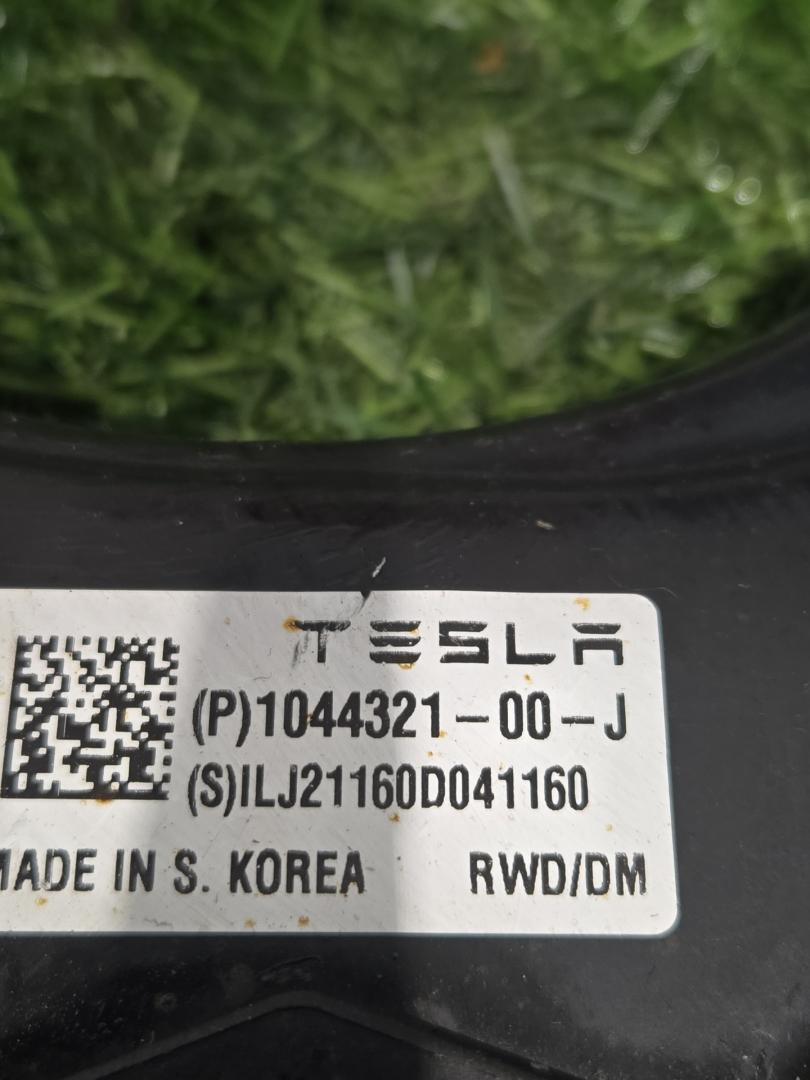 TESLA
(P)1044321-00-J
(S)ILJ21160D041160
MADE IN S. KOREA RWD/DM